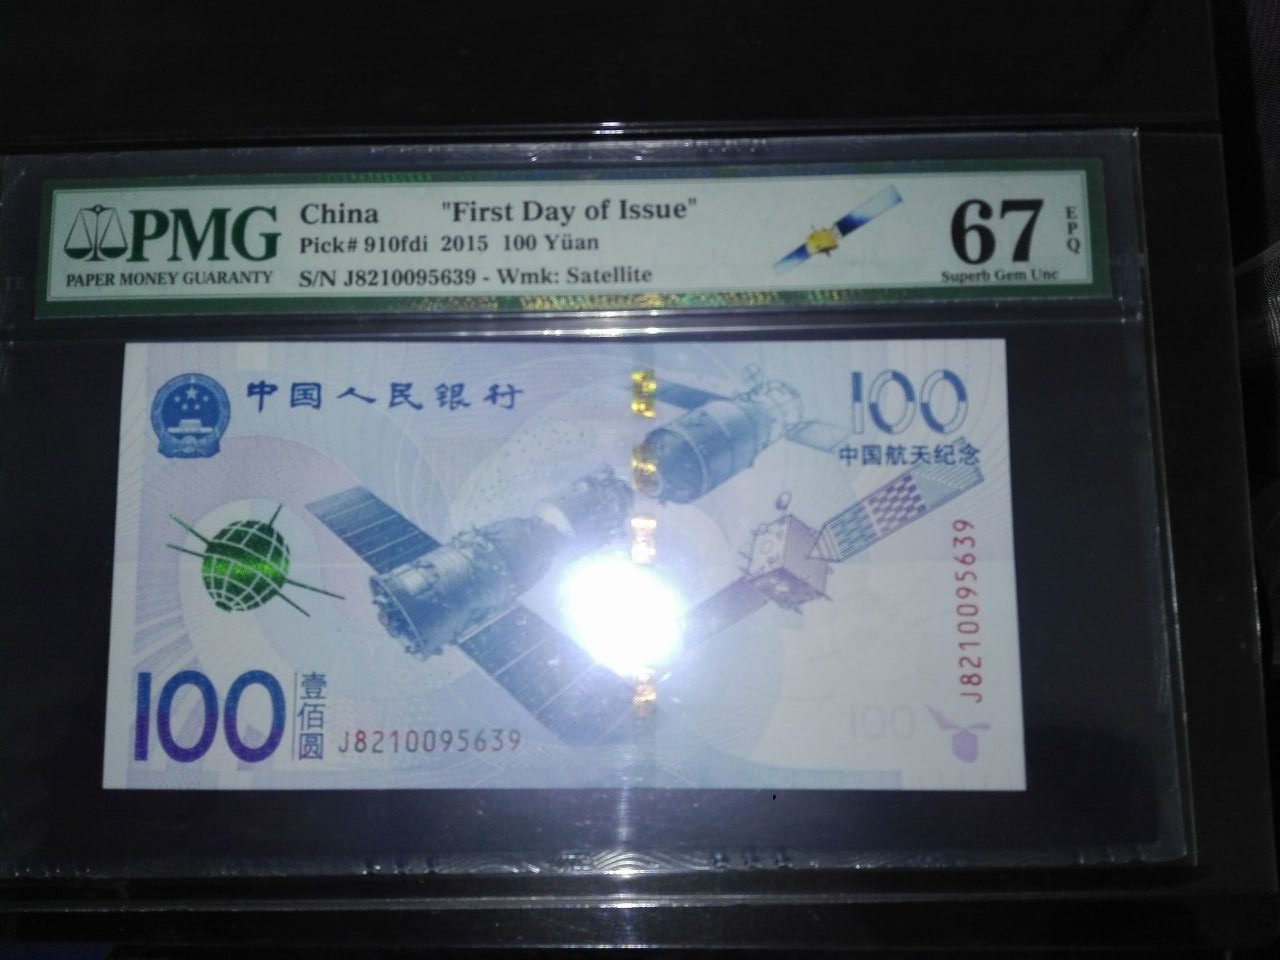 PMG
PAPER MONEY GUARANTY
China "First Day of Issue"
Pick# 910fdi 2015 100 Yüan
S/N J8210095639 - Wmk: Satellite
67
EPQ
Superb Gem Unc
中国人民银行
100
中国航天纪念
J8210095639
100
壹佰圆
J8210095639
100